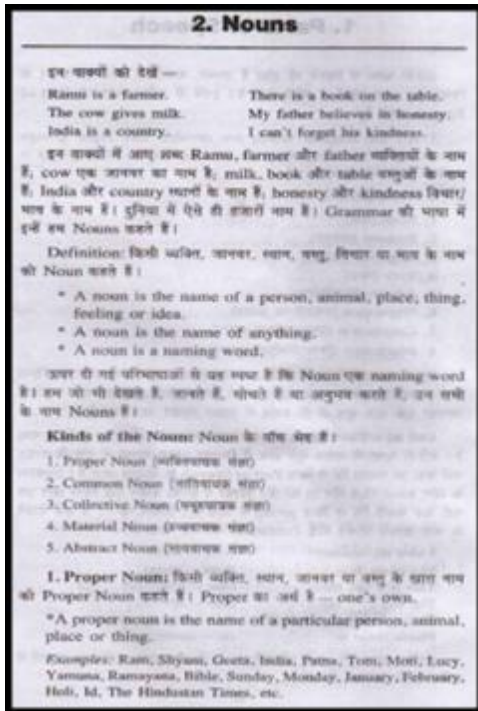 2. Nouns
इन वाक्यों को देखें —
Ramu is a farmer. There is a book on the table.
The cow gives milk. My father believes in honesty.
India is a country. I can't forget his kindness.
इन वाक्यों में आए शब्द Ramu, farmer और father व्यक्तियों के नाम
हैं; cow एक जानवर का नाम है; milk, book और table वस्तुओं के नाम
हैं; India और country स्थानों के नाम हैं; honesty और kindness विचार/
भाव के नाम हैं। दुनिया में ऐसे ही हजारों नाम हैं। Grammar की भाषा में
इन्हें हम Nouns कहते हैं।
Definition: किसी व्यक्ति, जानवर, स्थान, वस्तु, विचार या भाव के नाम
को Noun कहते हैं।
* A noun is the name of a person, animal, place, thing,
feeling or idea.
* A noun is the name of anything.
* A noun is a naming word.
ऊपर दी गई परिभाषाओं से यह स्पष्ट है कि Noun एक naming word
है। हम जो भी देखते हैं, जानते हैं, सोचते हैं या अनुभव करते हैं, उन सभी
के नाम Nouns हैं।
Kinds of the Noun: Noun के पाँच भेद हैं।
1. Proper Noun (व्यक्तिवाचक संज्ञा)
2. Common Noun (जातिवाचक संज्ञा)
3. Collective Noun (समूहवाचक संज्ञा)
4. Material Noun (द्रव्यवाचक संज्ञा)
5. Abstract Noun (भाववाचक संज्ञा)
1. Proper Noun: किसी व्यक्ति, स्थान, जानवर या वस्तु के खास नाम
को Proper Noun कहते हैं। Proper का अर्थ है — one's own.
*A proper noun is the name of a particular person, animal,
place or thing.
Examples: Ram, Shyam, Geeta, India, Patna, Tom, Moti, Lucy,
Yamuna, Ramayana, Bible, Sunday, Monday, January, February,
Holi, Id, The Hindustan Times, etc.